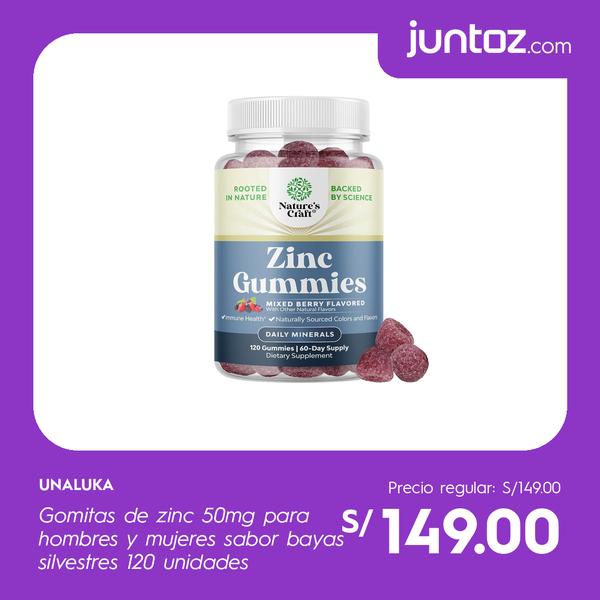 juntoz.com
ROOTED
IN NATURE
BACKED
BY SCIENCE
Nature's
Craft®
Zinc
Gummies
MIXED BERRY FLAVORED
With Other Natural Flavors
✓Immune Health* ✓Naturally Sourced Colors and Flavors
DAILY MINERALS
120 Gummies | 60-Day Supply
Dietary Supplement
UNALUKA
Gomitas de zinc 50mg para
hombres y mujeres sabor bayas
silvestres 120 unidades
Precio regular: S/149.00
S/ 149.00